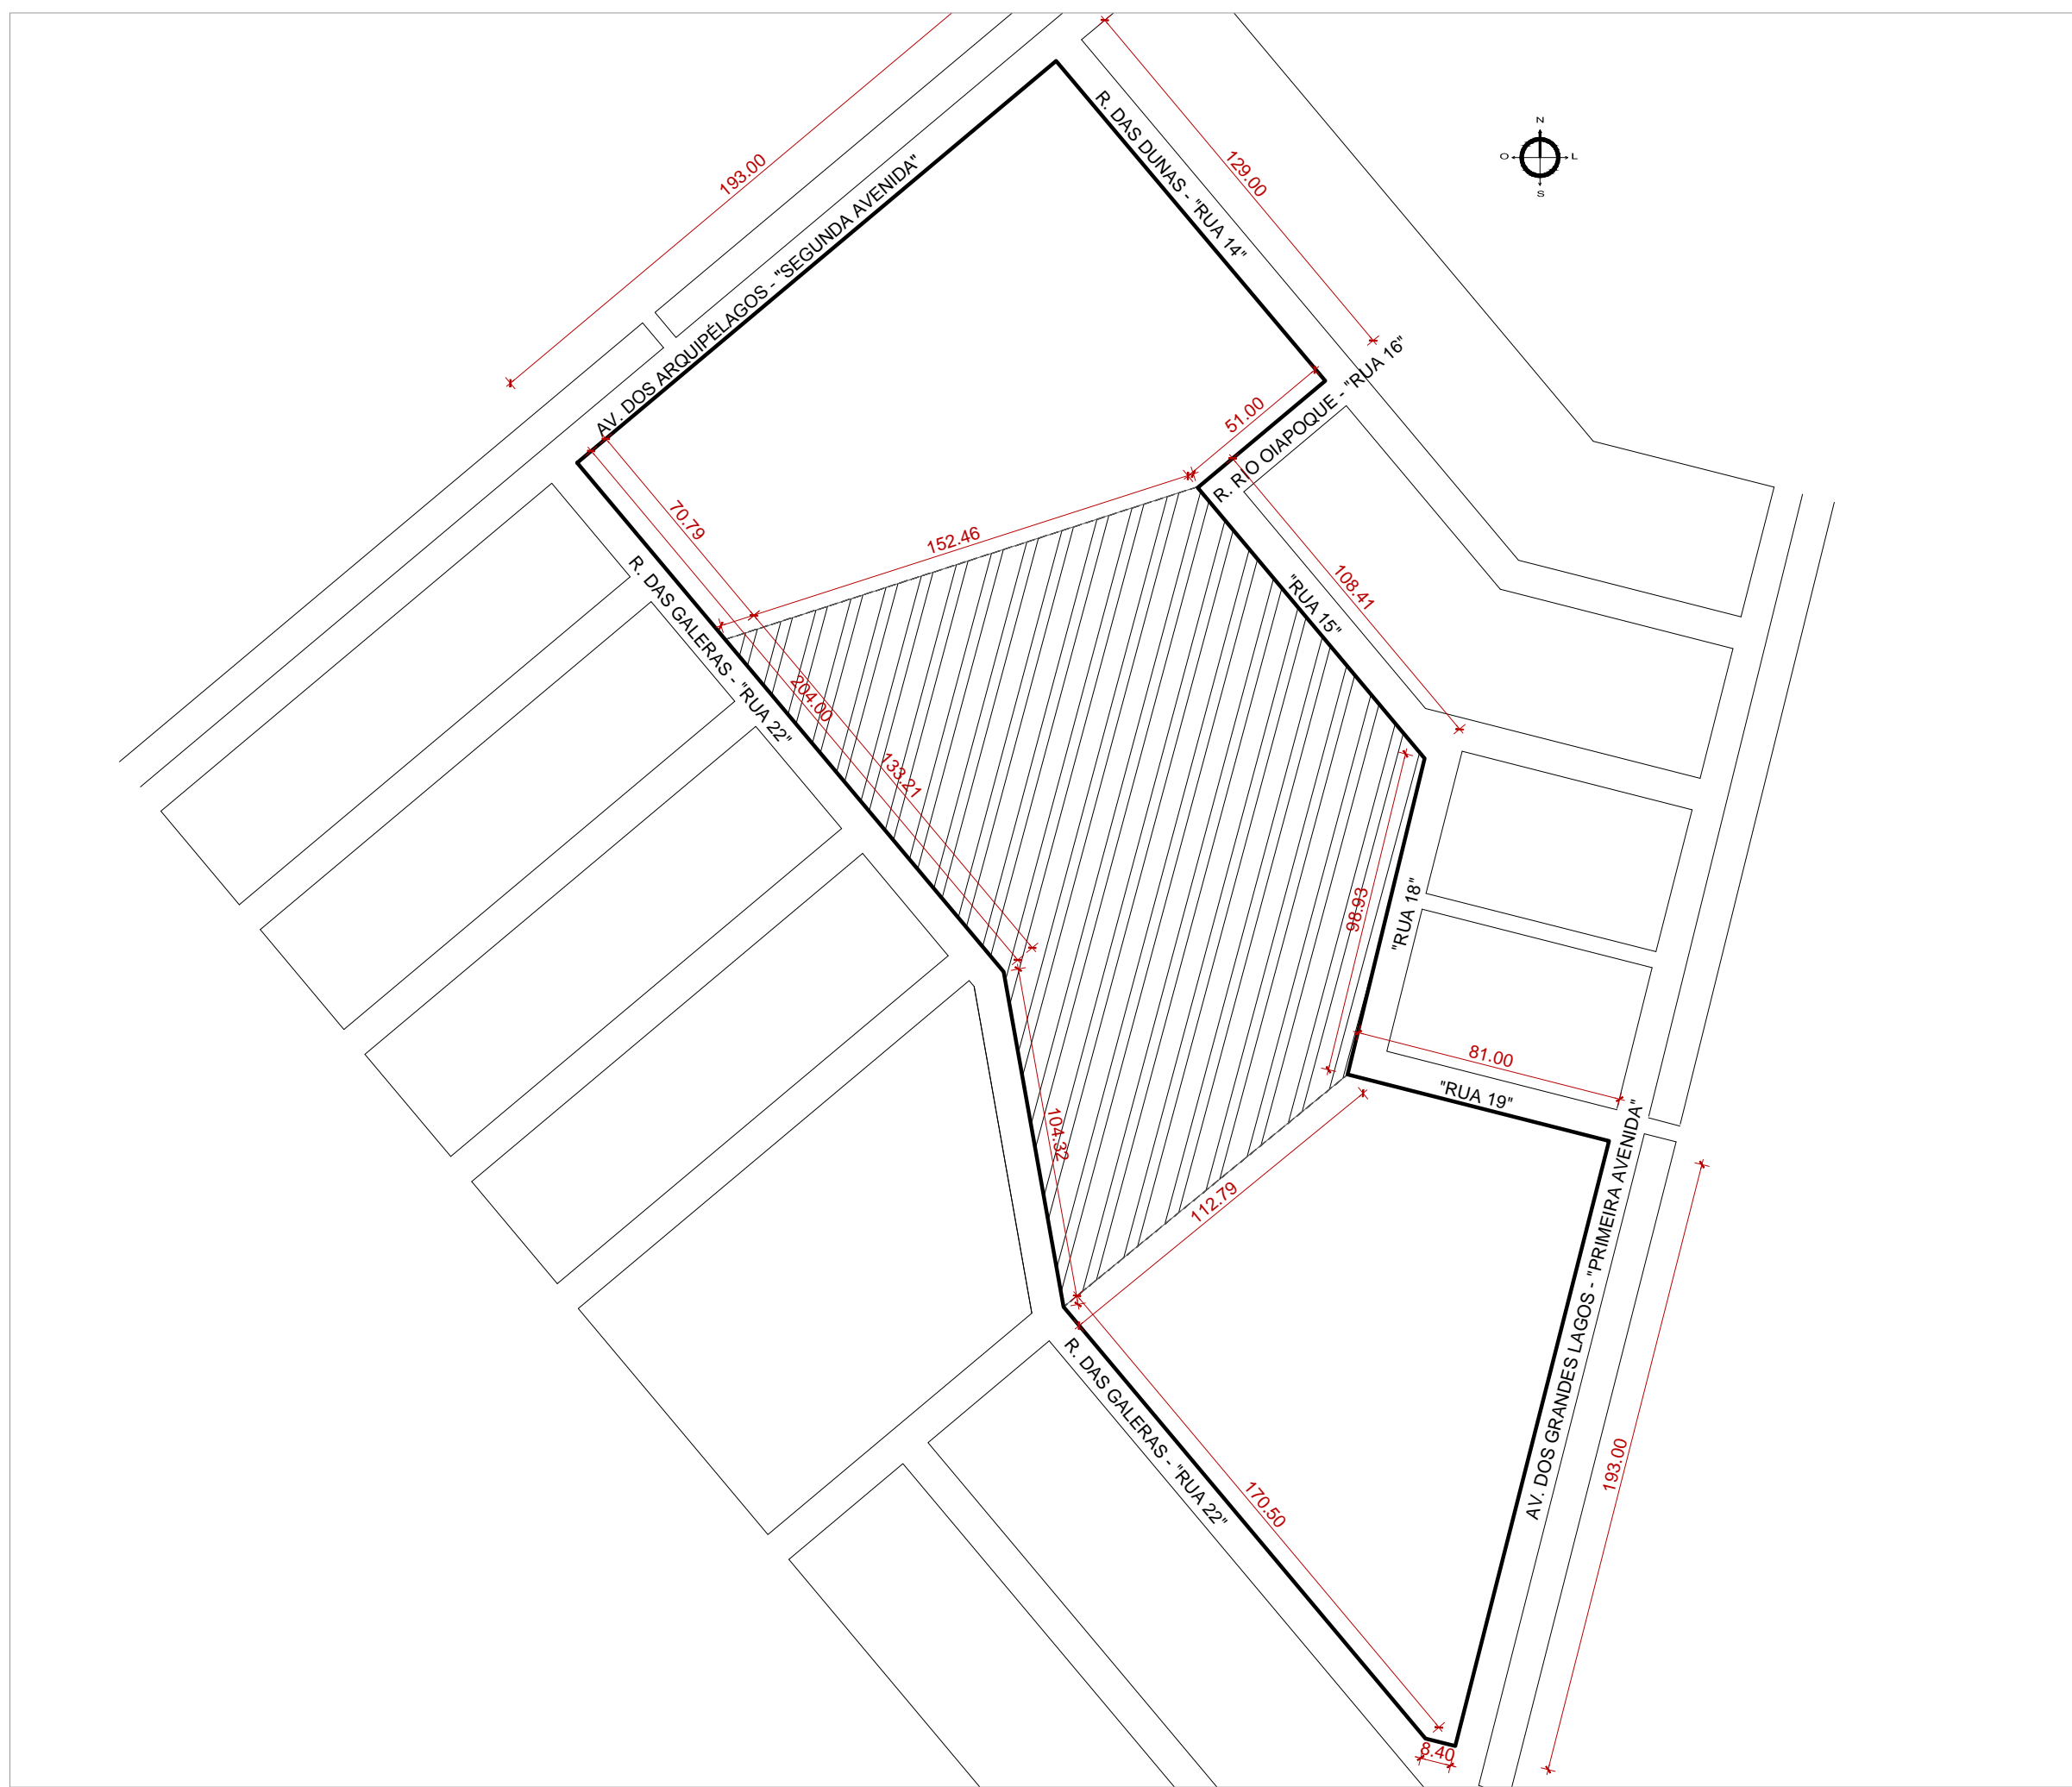 N
O
L
S
193.00
R. DAS DUNAS - "RUA 14"
129.00
AV. DOS ARQUIPÉLAGOS - "SEGUNDA AVENIDA"
51.00
R. RIO OIAPOQUE - "RUA 16"
70.79
152.46
R. DAS GALERAS - "RUA 22"
204.00
133.21
"RUA 15"
108.41
98.93
"RUA 18"
81.00
"RUA 19"
104.32
112.79
AV. DOS GRANDES LAGOS - "PRIMEIRA AVENIDA"
193.00
R. DAS GALERAS - "RUA 22"
170.50
8.40